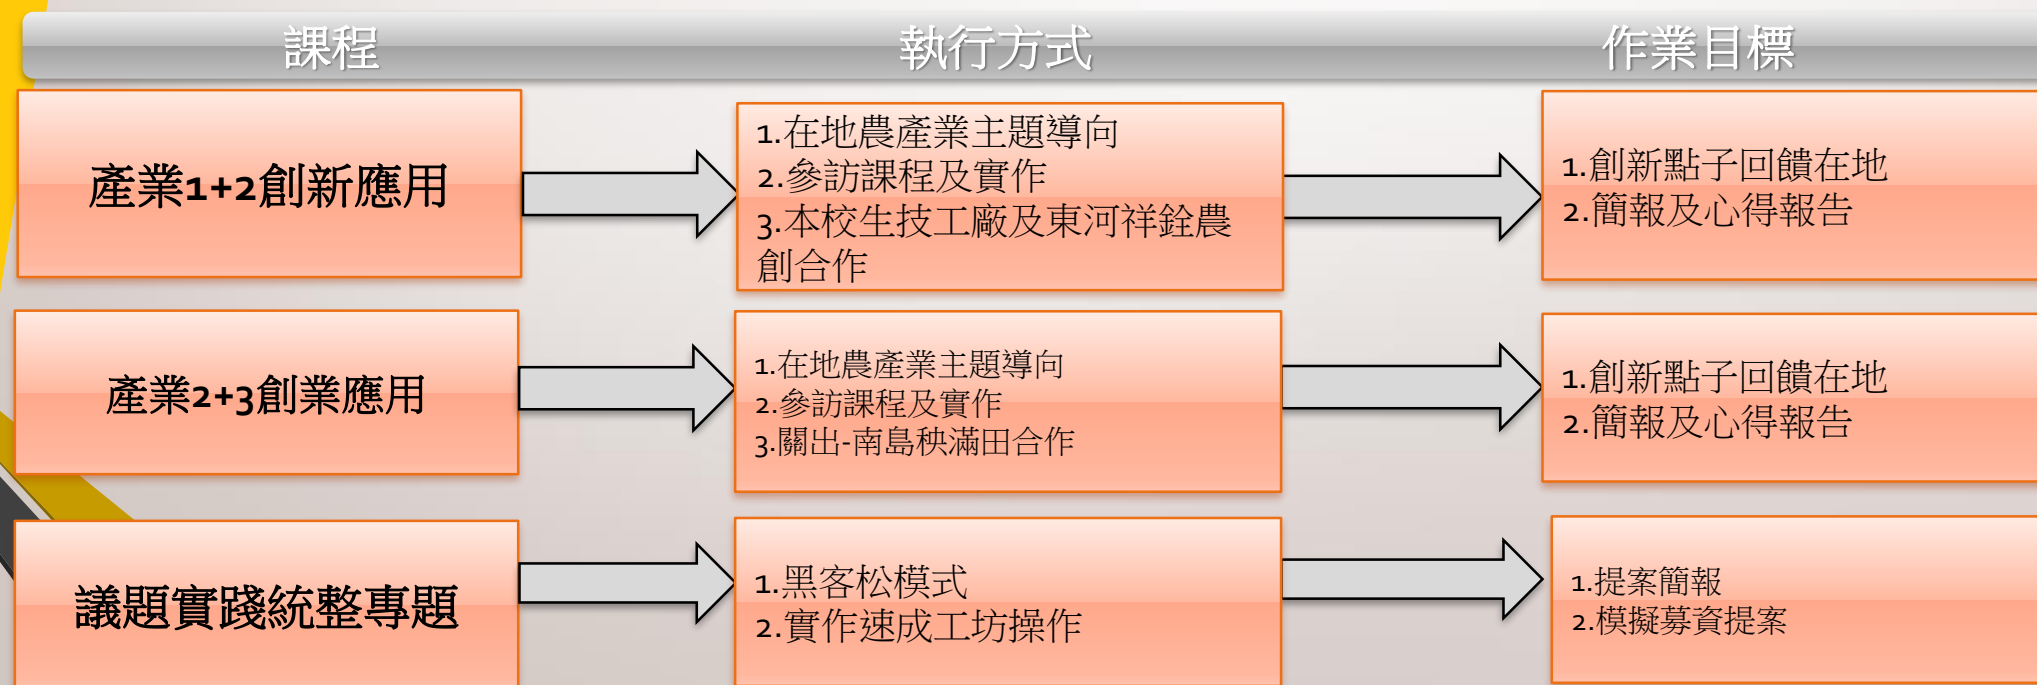 課程
執行方式
作業目標
產業1+2創新應用
1.在地農產業主題導向
2.參訪課程及實作
3.本校生技工廠及東河祥銓農
創合作
1.創新點子回饋在地
2.簡報及心得報告
產業2+3創業應用
1.在地農產業主題導向
2.參訪課程及實作
3.關出-南島秧滿田合作
1.創新點子回饋在地
2.簡報及心得報告
議題實踐統整專題
1.黑客松模式
2.實作速成工坊操作
1.提案簡報
2.模擬募資提案